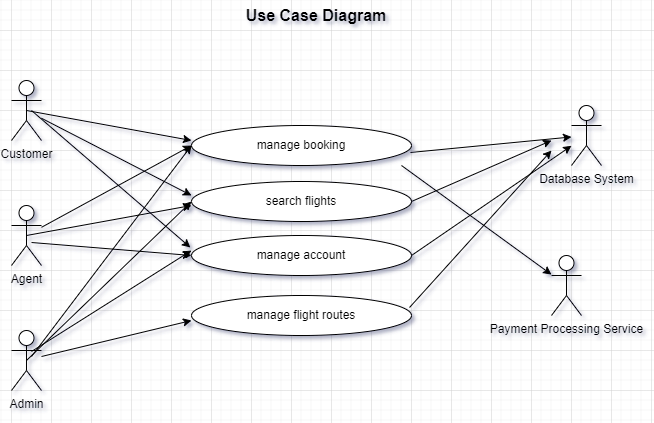 Use Case Diagram
Customer
manage booking
Database System
search flights
Agent
manage account
manage flight routes
Payment Processing Service
Admin